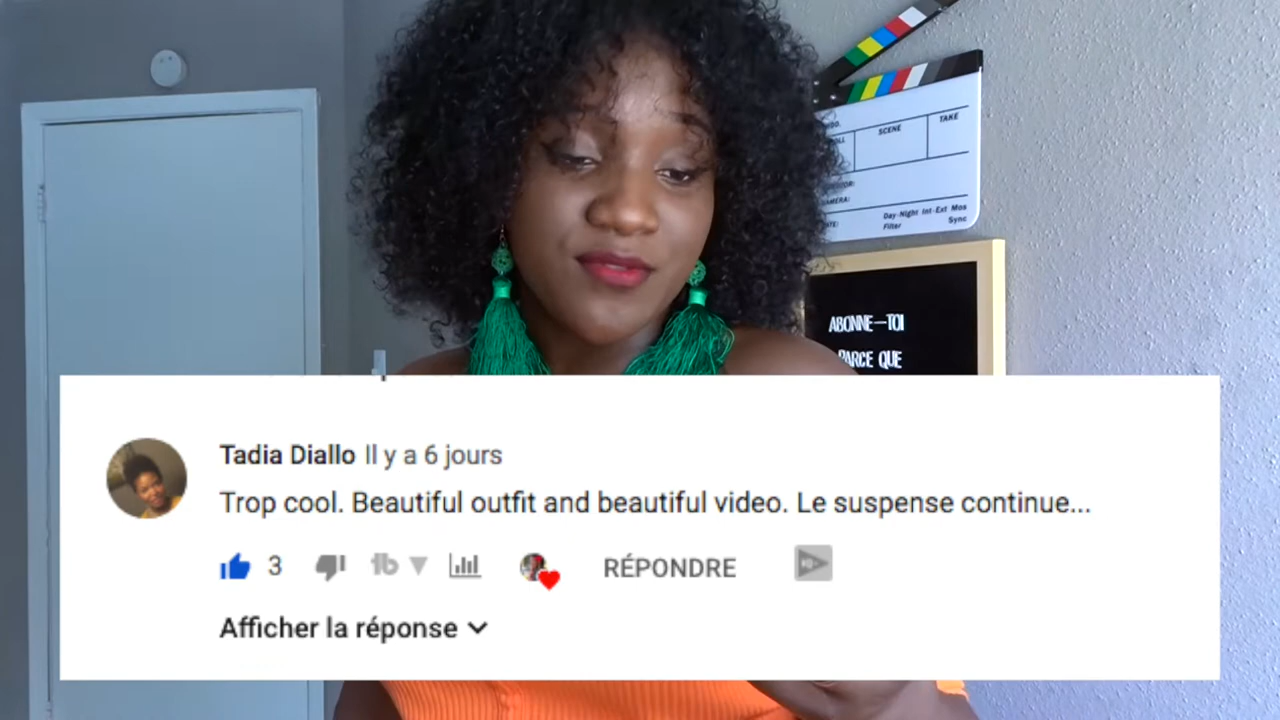 SCENE
TAKE
Day-Night Int-Ext Mos
Filter Sync
ABONNE-TOI
PARCE QUE
Tadia Diallo Il y a 6 jours
Trop cool. Beautiful outfit and beautiful video. Le suspense continue...
3
RÉPONDRE
Afficher la réponse